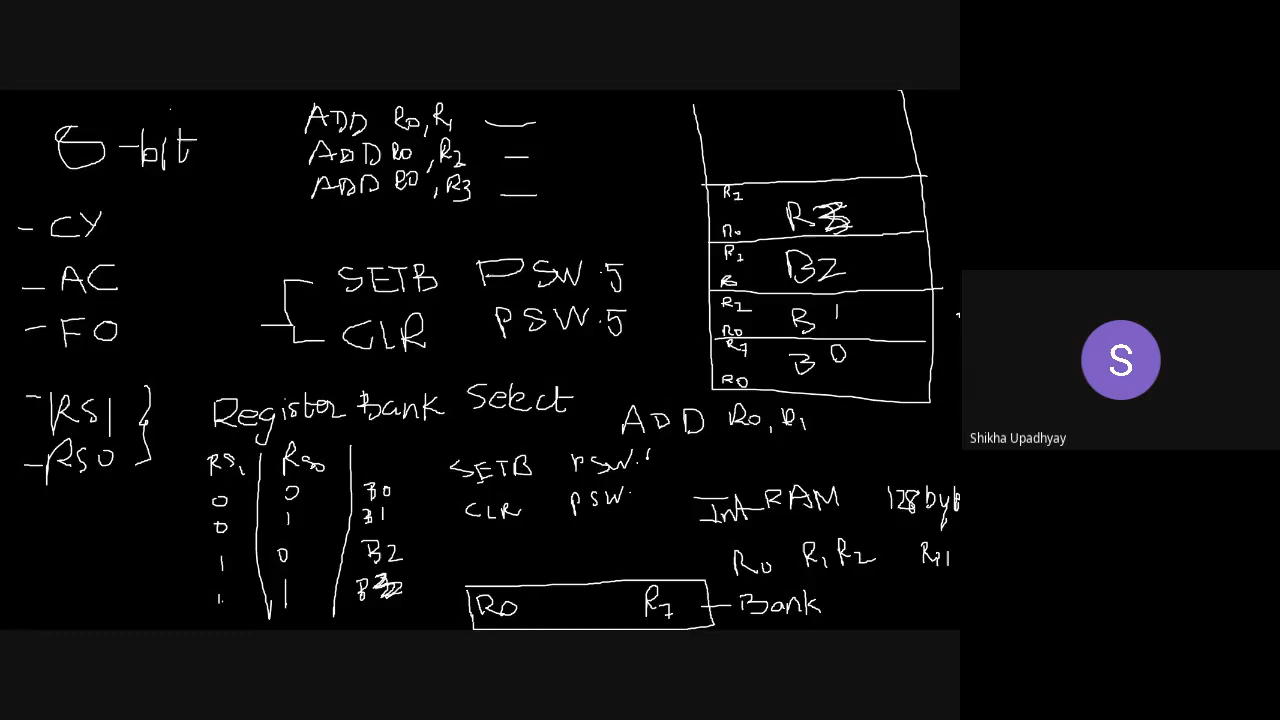 8-bit
- CY
- AC
- F0
- RS1
- RS0
ADD R0, R1
ADD R0, R2
ADD R0, R3
SETB PSW.5
CLR PSW.5
Register Bank Select
RS1 RS0
0 0 B0
0 1 B1
1 0 B2
1 1
SETB PSW.
CLR PSW.
R0 R7 - Bank
B2
R0
B1
R7
B0
R0
ADD R0, R1
Int RAM 128 byt
R0 R1 R2
S
Shikha Upadhyay